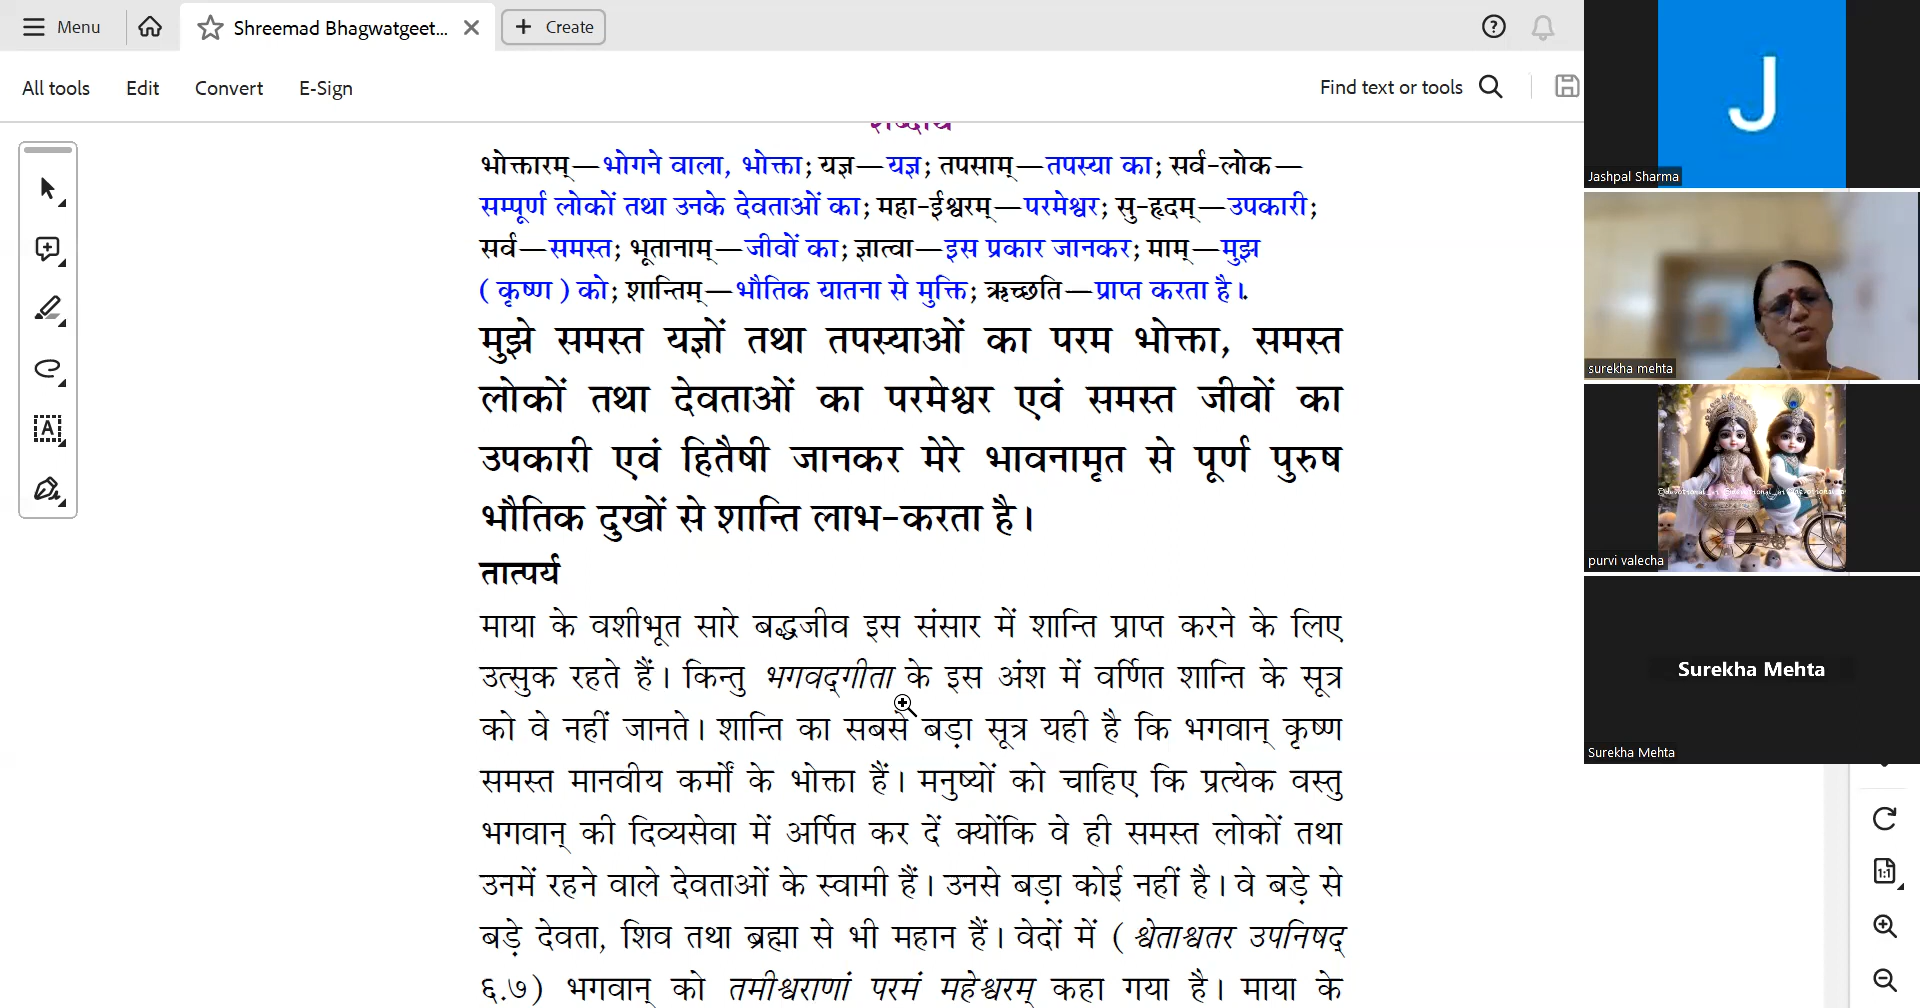 Menu
Shreemad Bhagwatgeet...
Create
All tools
Edit
Convert
E-Sign
Find text or tools
शब्दार्थ
भोक्तारम्—भोगने वाला, भोक्ता; यज्ञ—यज्ञ; तपसाम्—तपस्या का; सर्व-लोक—
सम्पूर्ण लोकों तथा उनके देवताओं का; महा-ईश्वरम्—परमेश्वर; सु-हृदम्—उपकारी;
सर्व—समस्त; भूतानाम्—जीवों का; ज्ञात्वा—इस प्रकार जानकर; माम्—मुझ
( कृष्ण ) को; शान्तिम्—भौतिक यातना से मुक्ति; ऋच्छति—प्राप्त करता है।.
मुझे समस्त यज्ञों तथा तपस्याओं का परम भोक्ता, समस्त
लोकों तथा देवताओं का परमेश्वर एवं समस्त जीवों का
उपकारी एवं हितैषी जानकर मेरे भावनामृत से पूर्ण पुरुष
भौतिक दुखों से शान्ति लाभ-करता है।
तात्पर्य
माया के वशीभूत सारे बद्धजीव इस संसार में शान्ति प्राप्त करने के लिए
उत्सुक रहते हैं। किन्तु भगवद्गीता के इस अंश में वर्णित शान्ति के सूत्र
को वे नहीं जानते। शान्ति का सबसे बड़ा सूत्र यही है कि भगवान् कृष्ण
समस्त मानवीय कर्मों के भोक्ता हैं। मनुष्यों को चाहिए कि प्रत्येक वस्तु
भगवान् की दिव्यसेवा में अर्पित कर दें क्योंकि वे ही समस्त लोकों तथा
उनमें रहने वाले देवताओं के स्वामी हैं। उनसे बड़ा कोई नहीं है। वे बड़े से
बड़े देवता, शिव तथा ब्रह्मा से भी महान हैं। वेदों में ( श्वेताश्वतर उपनिषद्
६.७) भगवान् को तमीश्वराणां परमं महेश्वरम् कहा गया है। माया के
J
Jashpal Sharma
surekha mehta
purvi valecha
Surekha Mehta
Surekha Mehta